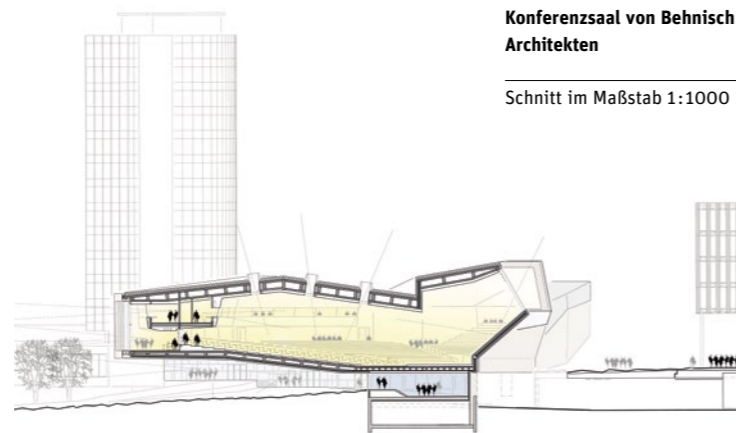 Konferenzsaal von Behnisch
Architekten
Schnitt im Maßstab 1:1000